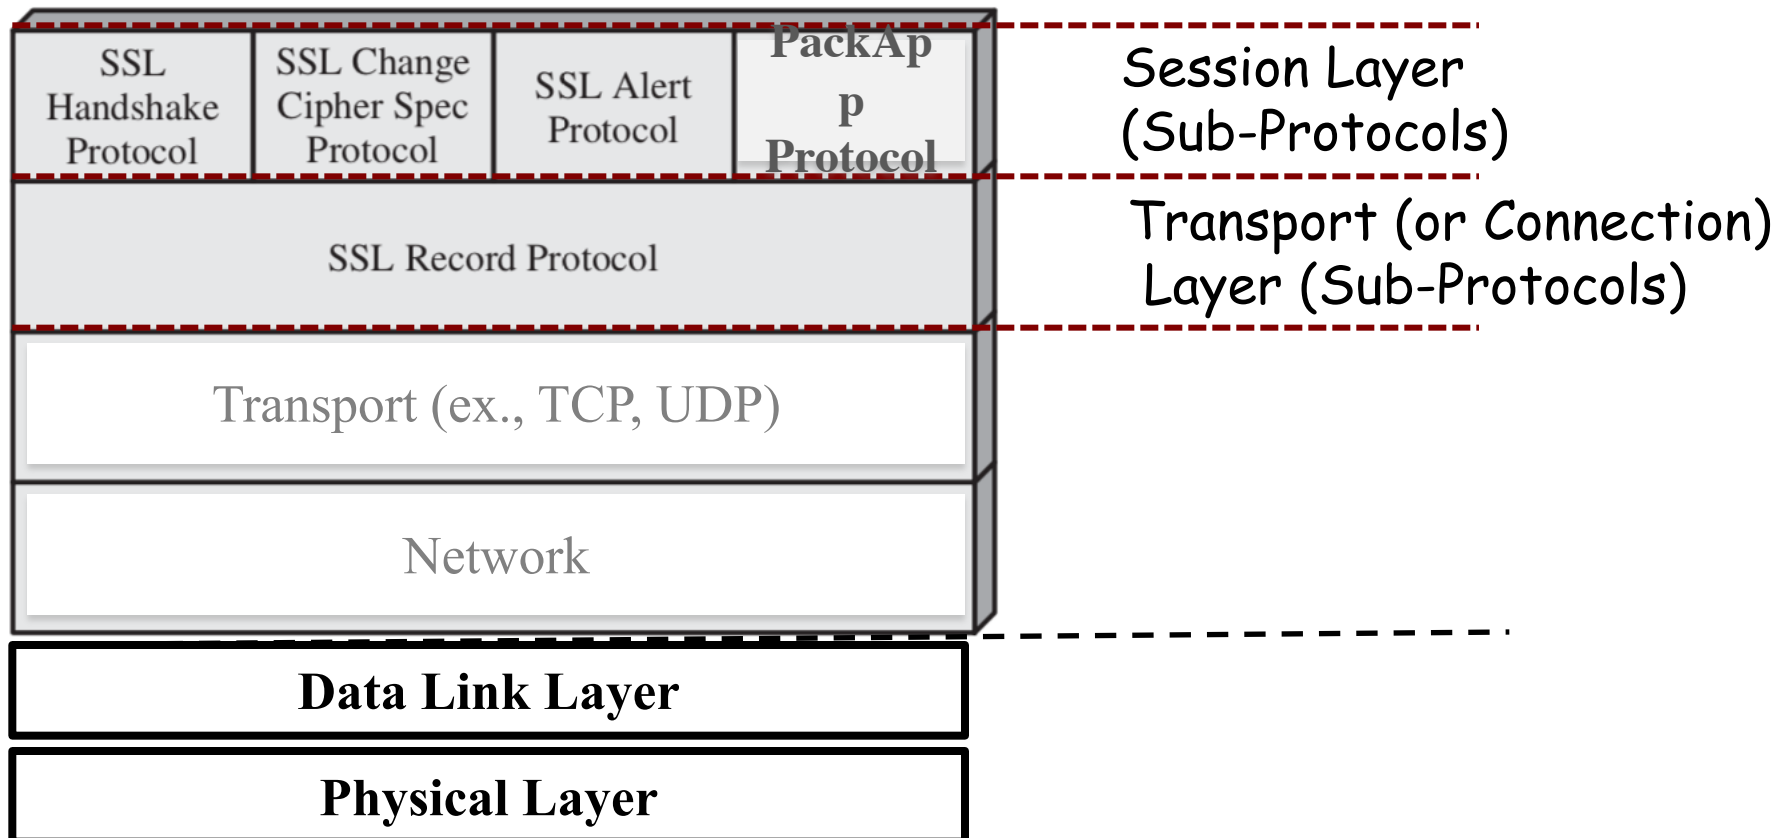 SSL
Handshake
Protocol
SSL Change
Cipher Spec
Protocol
SSL Alert
Protocol
PackAp
p
Protocol
Session Layer
(Sub-Protocols)
SSL Record Protocol
Transport (or Connection)
Layer (Sub-Protocols)
Transport (ex., TCP, UDP)
Network
Data Link Layer
Physical Layer